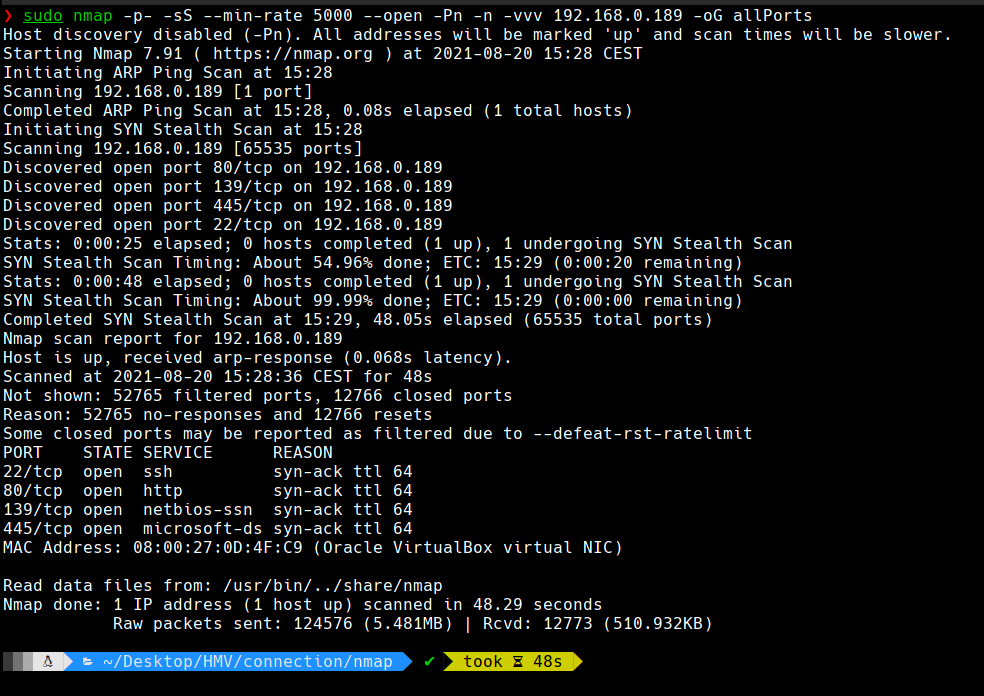 ❯ sudo nmap -p- -sS --min-rate 5000 --open -Pn -n -vvv 192.168.0.189 -oG allPorts
Host discovery disabled (-Pn). All addresses will be marked 'up' and scan times will be slower.
Starting Nmap 7.91 ( https://nmap.org ) at 2021-08-20 15:28 CEST
Initiating ARP Ping Scan at 15:28
Scanning 192.168.0.189 [1 port]
Completed ARP Ping Scan at 15:28, 0.08s elapsed (1 total hosts)
Initiating SYN Stealth Scan at 15:28
Scanning 192.168.0.189 [65535 ports]
Discovered open port 80/tcp on 192.168.0.189
Discovered open port 139/tcp on 192.168.0.189
Discovered open port 445/tcp on 192.168.0.189
Discovered open port 22/tcp on 192.168.0.189
Stats: 0:00:25 elapsed; 0 hosts completed (1 up), 1 undergoing SYN Stealth Scan
SYN Stealth Scan Timing: About 54.96% done; ETC: 15:29 (0:00:20 remaining)
Stats: 0:00:48 elapsed; 0 hosts completed (1 up), 1 undergoing SYN Stealth Scan
SYN Stealth Scan Timing: About 99.99% done; ETC: 15:29 (0:00:00 remaining)
Completed SYN Stealth Scan at 15:29, 48.05s elapsed (65535 total ports)
Nmap scan report for 192.168.0.189
Host is up, received arp-response (0.068s latency).
Scanned at 2021-08-20 15:28:36 CEST for 48s
Not shown: 52765 filtered ports, 12766 closed ports
Reason: 52765 no-responses and 12766 resets
Some closed ports may be reported as filtered due to --defeat-rst-ratelimit
PORT    STATE SERVICE      REASON
22/tcp  open  ssh          syn-ack ttl 64
80/tcp  open  http         syn-ack ttl 64
139/tcp open  netbios-ssn  syn-ack ttl 64
445/tcp open  microsoft-ds syn-ack ttl 64
MAC Address: 08:00:27:0D:4F:C9 (Oracle VirtualBox virtual NIC)
Read data files from: /usr/bin/../share/nmap
Nmap done: 1 IP address (1 host up) scanned in 48.29 seconds
Raw packets sent: 124576 (5.481MB) | Rcvd: 12773 (510.932KB)
~/Desktop/HMV/connection/nmap ✔ took 48s